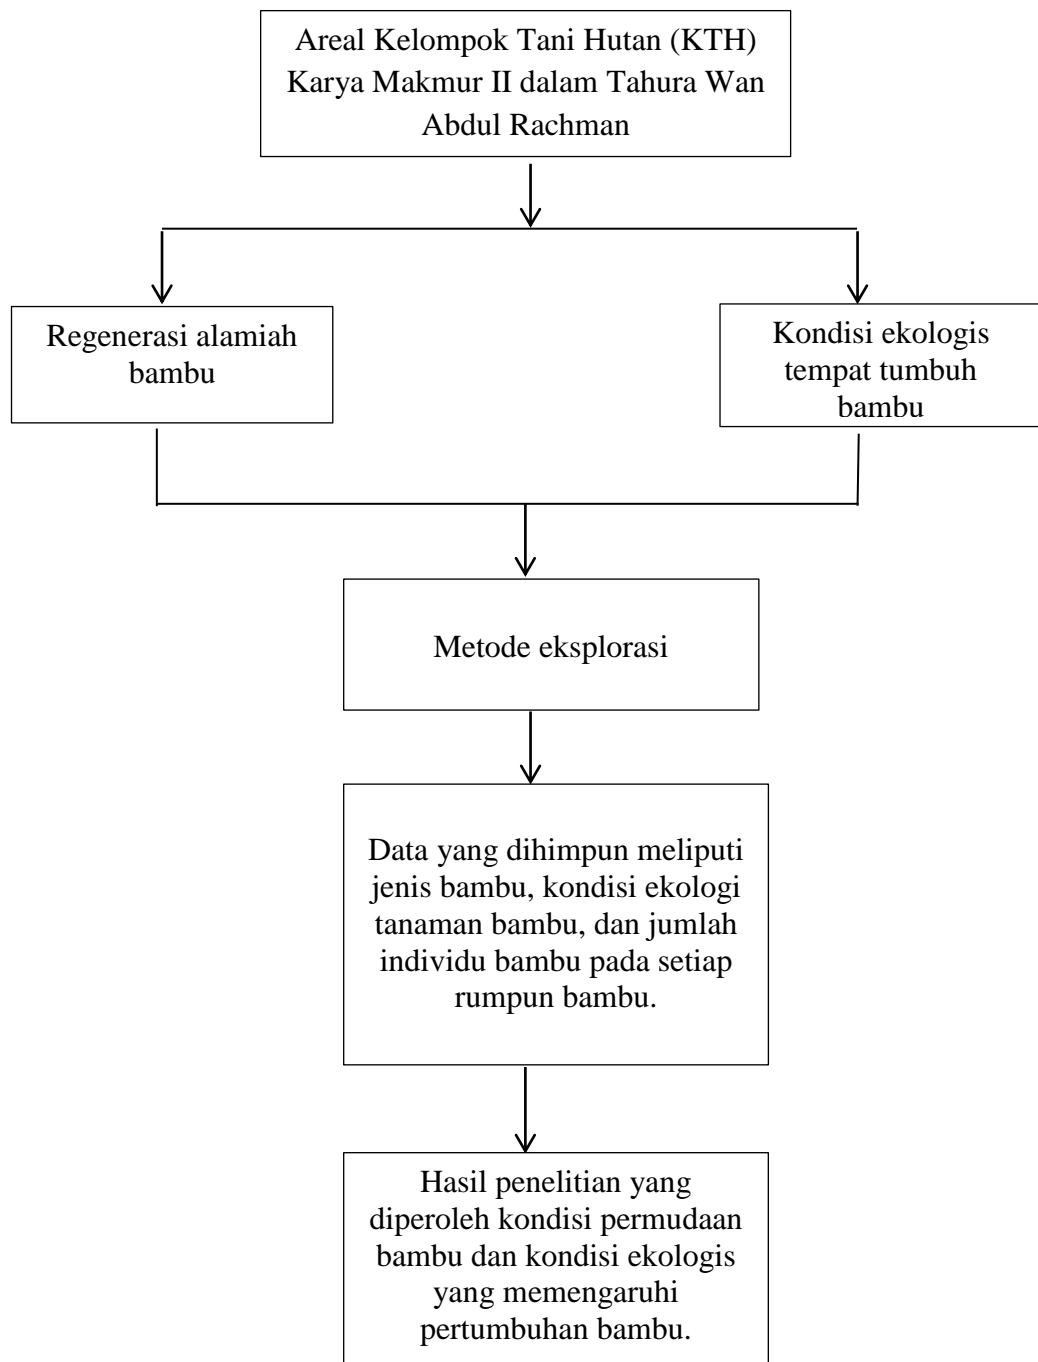 Areal Kelompok Tani Hutan (KTH)
Karya Makmur II dalam Tahura Wan
Abdul Rachman
Regenerasi alamiah
bambu
Kondisi ekologis
tempat tumbuh
bambu
Metode eksplorasi
Data yang dihimpun meliputi
jenis bambu, kondisi ekologi
tanaman bambu, dan jumlah
individu bambu pada setiap
rumpun bambu.
Hasil penelitian yang
diperoleh kondisi permudaan
bambu dan kondisi ekologis
yang memengaruhi
pertumbuhan bambu.